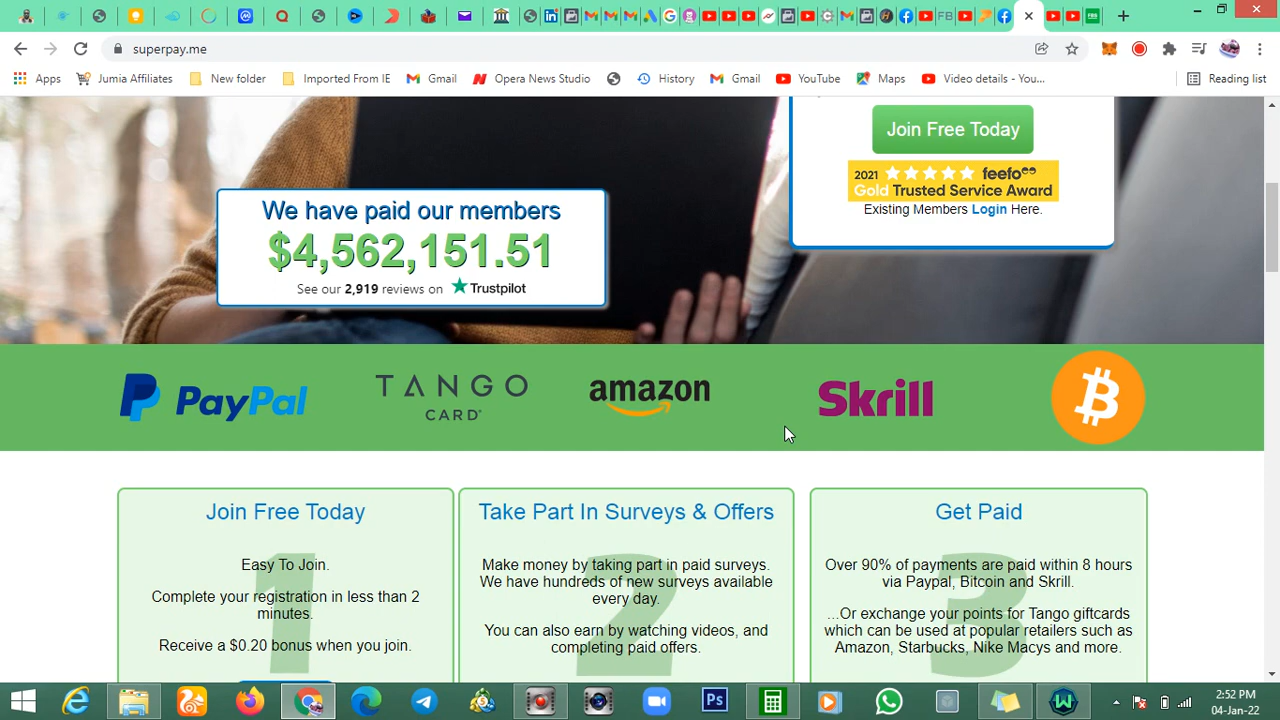 superpay.me
Apps
Jumia Affiliates
New folder
Imported From IE
Gmail
Opera News Studio
History
Gmail
YouTube
Maps
Video details - You...
Reading list
Join Free Today
2021 feefo
Gold Trusted Service Award
Existing Members Login Here.
We have paid our members
$4,562,151.51
See our 2,919 reviews on Trustpilot
PayPal
TANGO
CARD
amazon
Skrill
Join Free Today
1
Easy To Join.
Complete your registration in less than 2
minutes.
Receive a $0.20 bonus when you join.
Take Part In Surveys & Offers
2
Make money by taking part in paid surveys.
We have hundreds of new surveys available
every day.
You can also earn by watching videos, and
completing paid offers.
Get Paid
3
Over 90% of payments are paid within 8 hours
via Paypal, Bitcoin and Skrill.
...Or exchange your points for Tango giftcards
which can be used at popular retailers such as
Amazon, Starbucks, Nike Macys and more.
Ps
2:52 PM
04-Jan-22